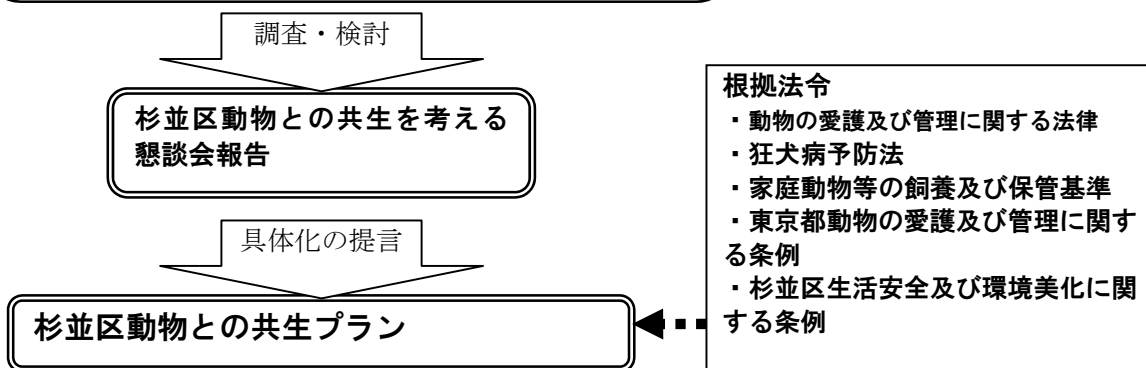 調査・検討
杉並区動物との共生を考える
懇談会報告
具体化の提言
杉並区動物との共生プラン
根拠法令
・動物の愛護及び管理に関する法律
・狂犬病予防法
・家庭動物等の飼養及び保管基準
・東京都動物の愛護及び管理に関す
る条例
・杉並区生活安全及び環境美化に関
する条例